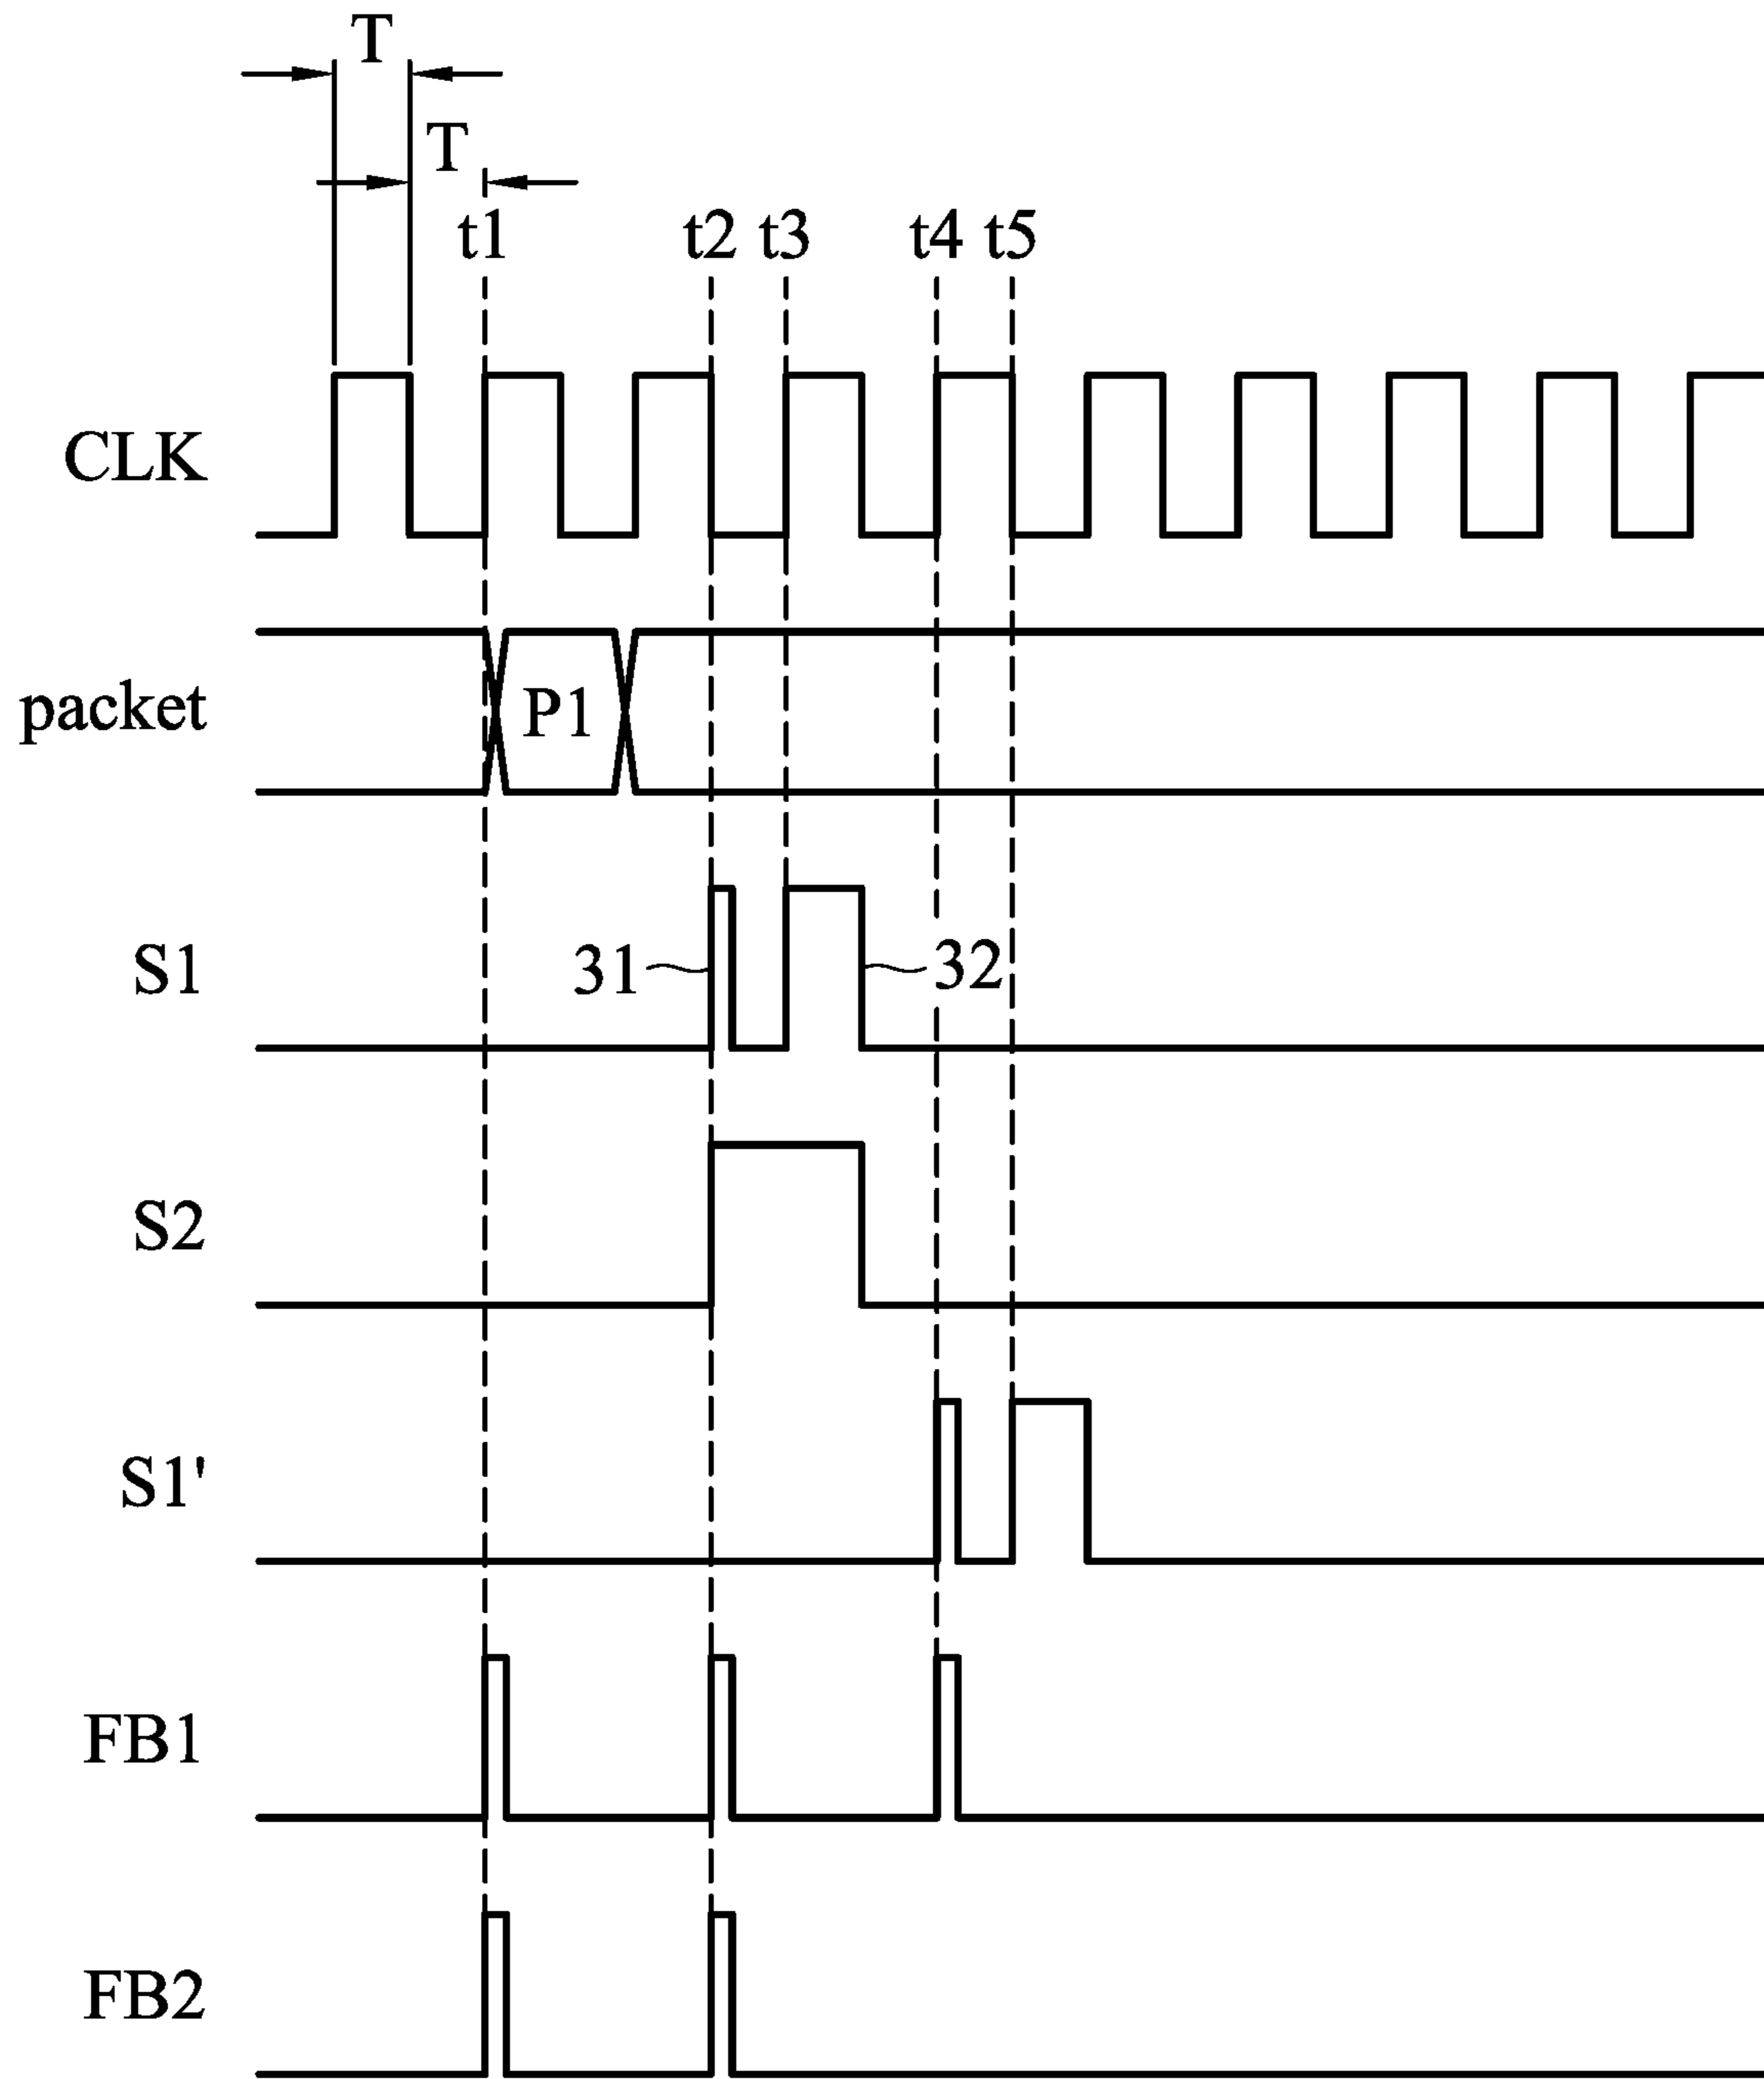 T
T
t1 t2 t3 t4 t5
CLK
packet P1
S1 31 32
S2
S1'
FB1
FB2